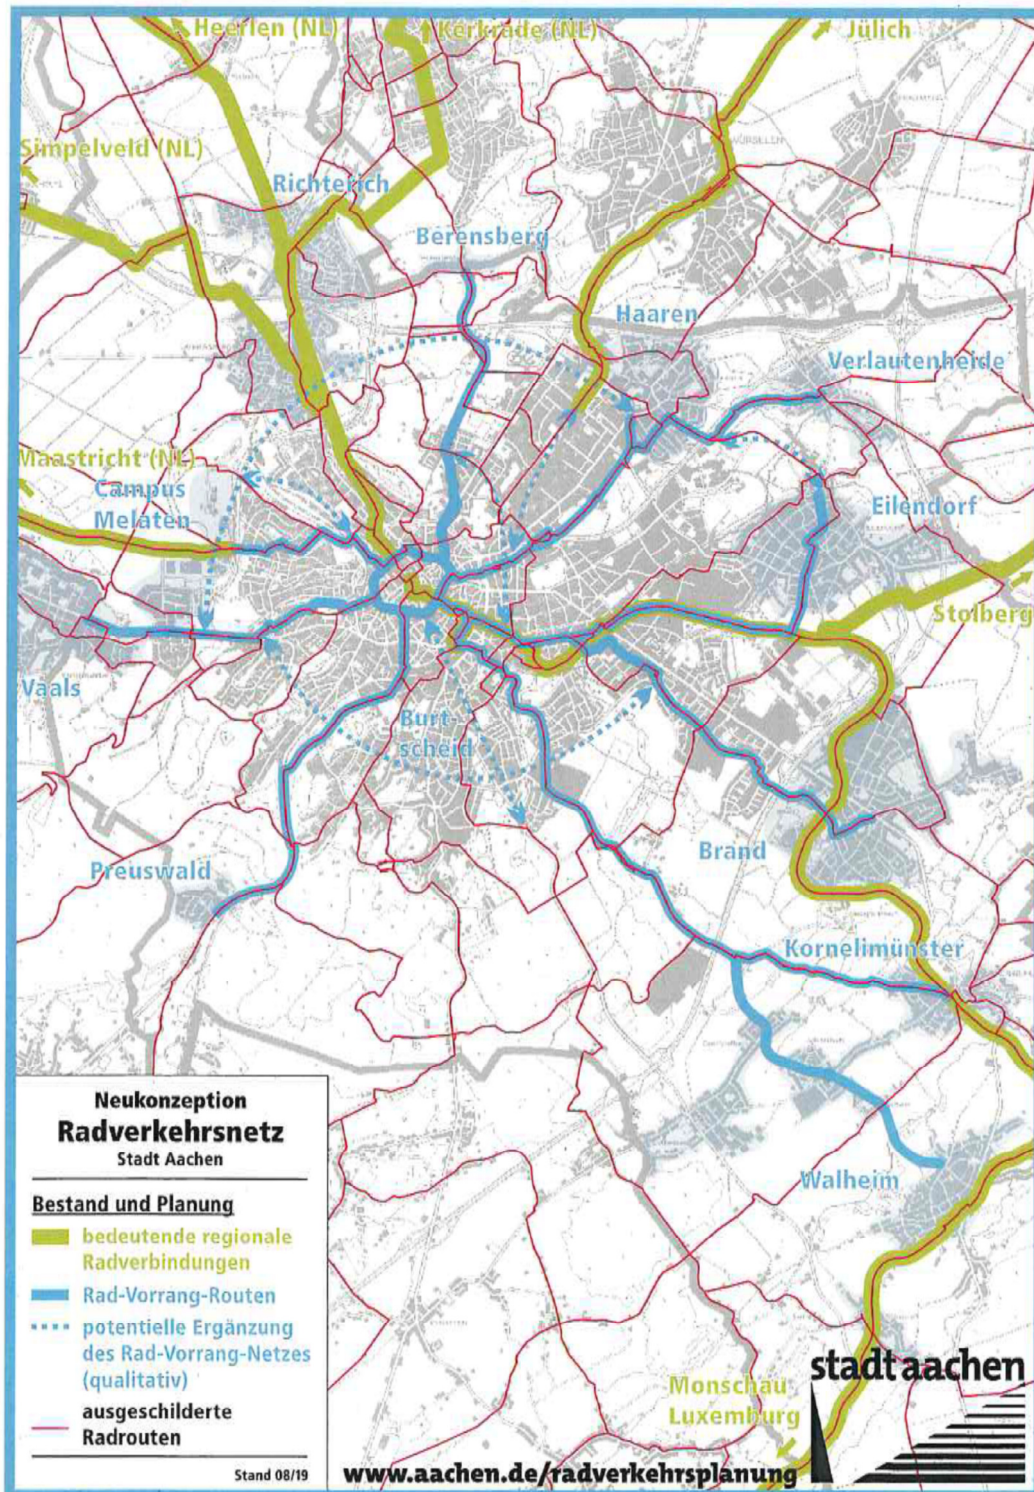 Heerlen (NL)
Kerkrade (NL)
Jülich
Simpelveld (NL)
Richterich
Berensberg
Haaren
Verlautenheide
Maastricht (NL)
Campus
Melaten
Eilendorf
Stolberg
Vaals
Burt-
scheid
Preuswald
Brand
Kornelimünster
Walheim
Monschau
Luxemburg
Neukonzeption
Radverkehrsnetz
Stadt Aachen
Bestand und Planung
bedeutende regionale
Radverbindungen
Rad-Vorrang-Routen
potentielle Ergänzung
des Rad-Vorrang-Netzes
(qualitativ)
ausgeschilderte
Radrouten
Stand 08/19
www.aachen.de/radverkehrsplanung
stadt aachen